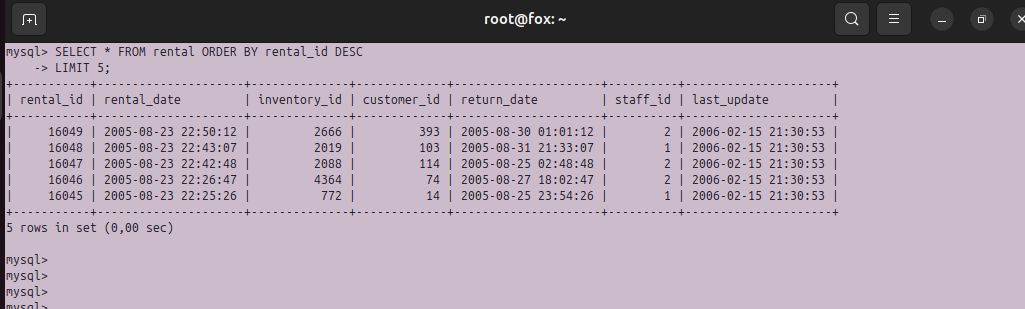 root@fox: ~
mysql> SELECT * FROM rental ORDER BY rental_id DESC
    -> LIMIT 5;
+-----------+---------------------+--------------+-------------+---------------------+----------+---------------------+
| rental_id | rental_date         | inventory_id | customer_id | return_date         | staff_id | last_update         |
+-----------+---------------------+--------------+-------------+---------------------+----------+---------------------+
|     16049 | 2005-08-23 22:50:12 |         2666 |         393 | 2005-08-30 01:01:12 |        2 | 2006-02-15 21:30:53 |
|     16048 | 2005-08-23 22:43:07 |         2019 |         103 | 2005-08-31 21:33:07 |        1 | 2006-02-15 21:30:53 |
|     16047 | 2005-08-23 22:42:48 |         2088 |         114 | 2005-08-25 02:48:48 |        2 | 2006-02-15 21:30:53 |
|     16046 | 2005-08-23 22:26:47 |         4364 |          74 | 2005-08-27 18:02:47 |        2 | 2006-02-15 21:30:53 |
|     16045 | 2005-08-23 22:25:26 |          772 |          14 | 2005-08-25 23:54:26 |        1 | 2006-02-15 21:30:53 |
+-----------+---------------------+--------------+-------------+---------------------+----------+---------------------+
5 rows in set (0,00 sec)
mysql>
mysql>
mysql>
mysql>